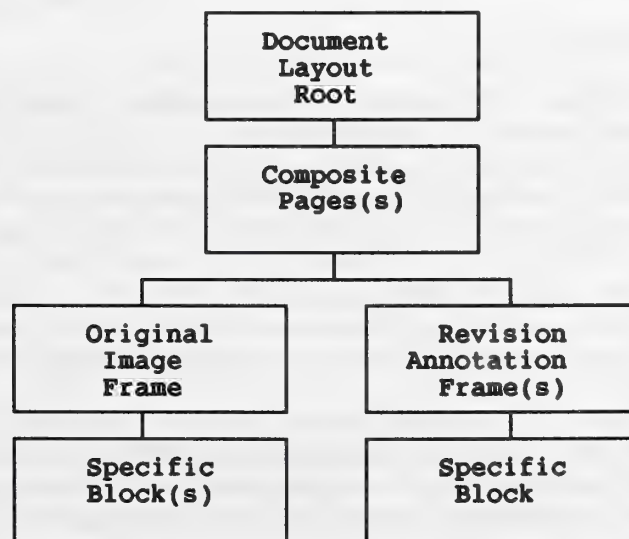 Document
Layout
Root
Composite
Pages(s)
Original
Image
Frame
Revision
Annotation
Frame(s)
Specific
Block(s)
Specific
Block